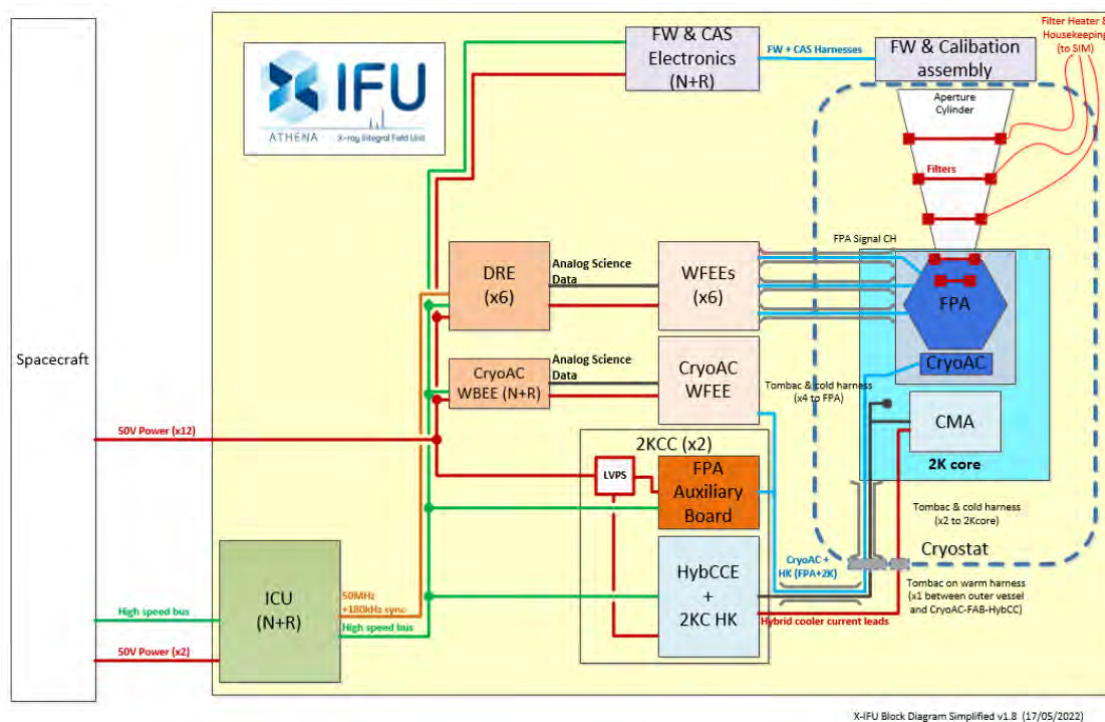 Filter Heater &
Housekeeping
(to SIM)
FW & CAS
Electronics
(N+R)
FW + CAS Harnesses
FW & Calibation
assembly
X IFU
ATHENA
X-ray Integral Field Unit
Aperture
Cylinder
Filters
FPA Signal CH
DRE
(x6)
Analog Science
Data
WFEEs
(x6)
FPA
CryoAC
Spacecraft
CryoAC
WBEE (N+R)
Analog Science
Data
CryoAC
WFEE
Tombac & cold harness
(x4 to FPA)
CMA
2K core
50V Power (x12)
2KCC (x2)
LVPS
FPA
Auxiliary
Board
Tombac & cold harness
(x2 to 2Kcore)
Cryostat
ICU
(N+R)
50MHz
+180kHz sync
High speed bus
HybCCE
+
2KC HK
CryoAC +
HK (FPA+2K)
Tombac on warm harness
(x1 between outer vessel
and CryoAC-FAB-HybCC)
Hybrid cooler current leads
High speed bus
50V Power (x2)
X-IFU Block Diagram Simplified v1.8 (17/05/2022)